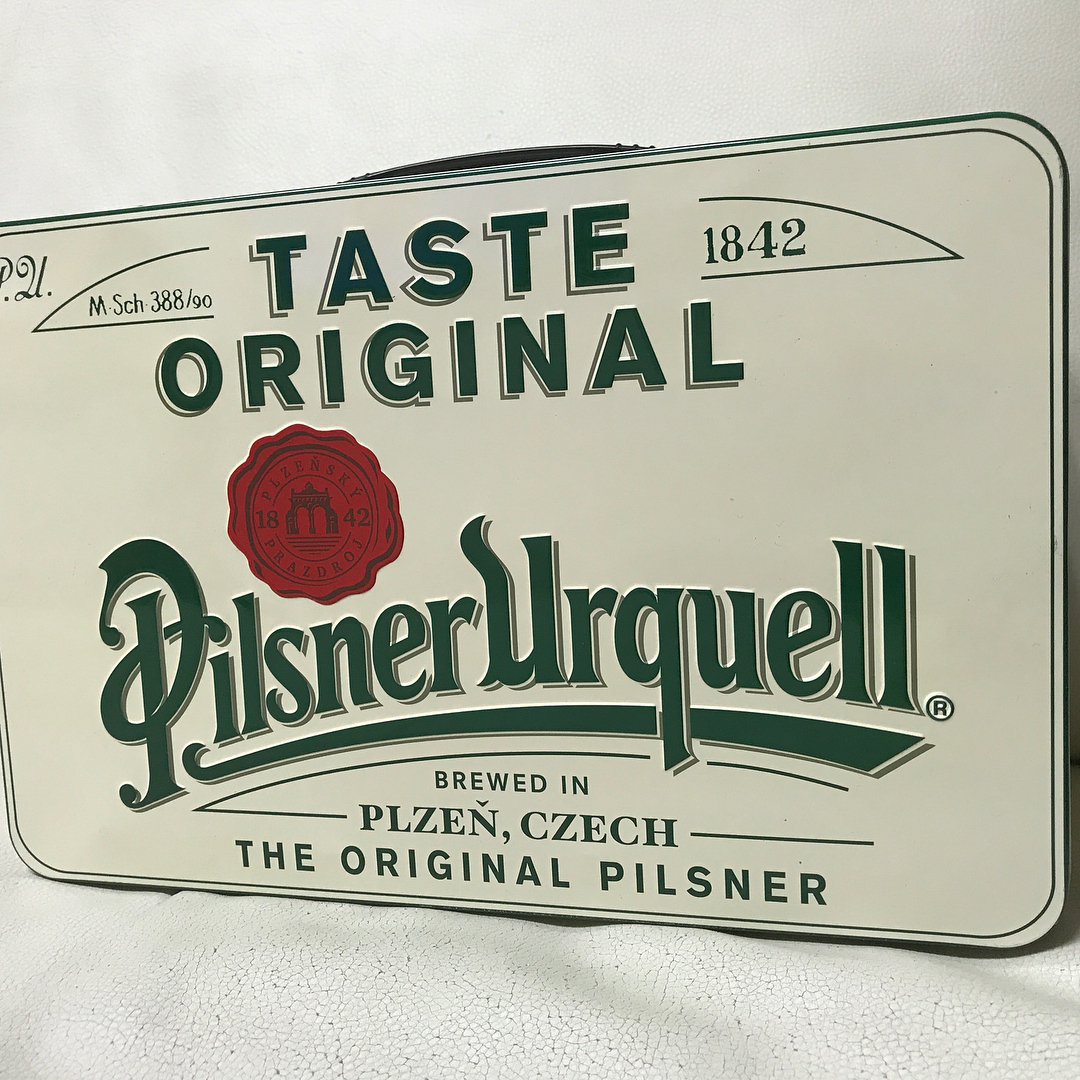 TASTE
ORIGINAL
P.U.
M·Sch·388/90
1842
PLZEŇSKÝ
18 42
PRAZDROJ
Pilsner Urquell®
BREWED IN
PLZEŇ, CZECH
THE ORIGINAL PILSNER